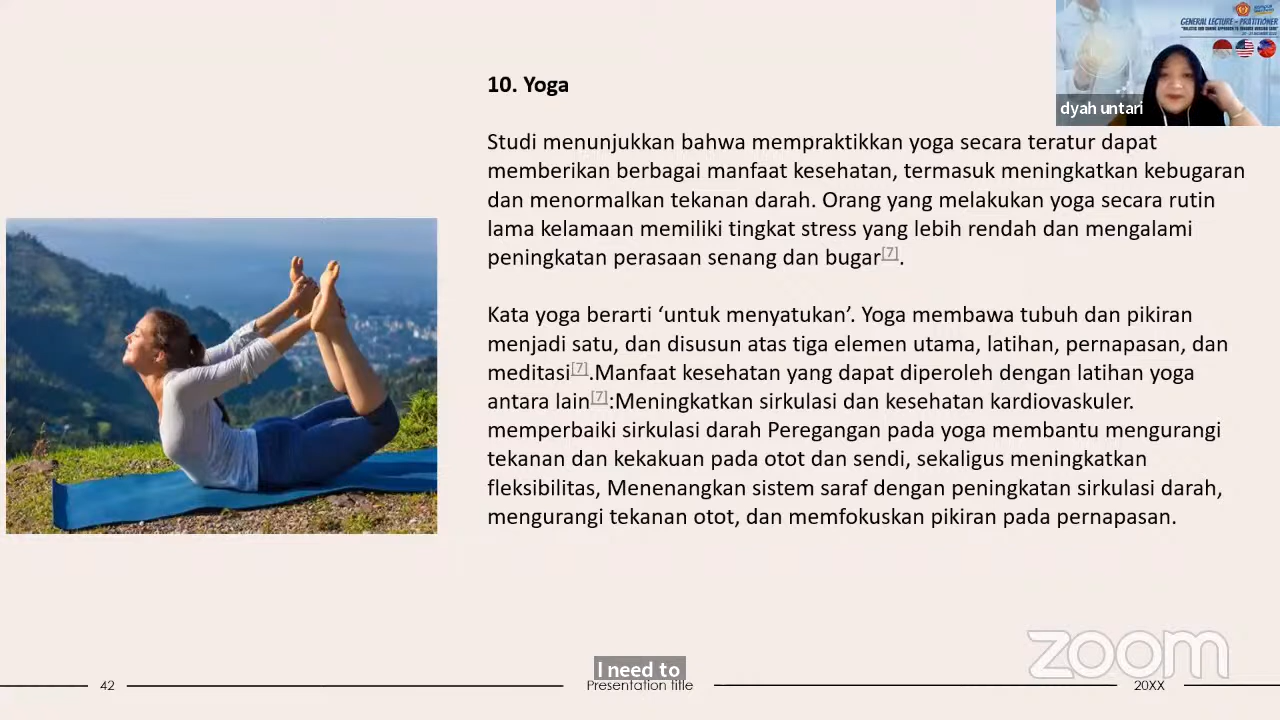 10. Yoga
Studi menunjukkan bahwa mempraktikkan yoga secara teratur dapat
memberikan berbagai manfaat kesehatan, termasuk meningkatkan kebugaran
dan menormalkan tekanan darah. Orang yang melakukan yoga secara rutin
lama kelamaan memiliki tingkat stress yang lebih rendah dan mengalami
peningkatan perasaan senang dan bugar[7].
Kata yoga berarti ‘untuk menyatukan’. Yoga membawa tubuh dan pikiran
menjadi satu, dan disusun atas tiga elemen utama, latihan, pernapasan, dan
meditasi[7].Manfaat kesehatan yang dapat diperoleh dengan latihan yoga
antara lain[7]:Meningkatkan sirkulasi dan kesehatan kardiovaskuler.
memperbaiki sirkulasi darah Peregangan pada yoga membantu mengurangi
tekanan dan kekakuan pada otot dan sendi, sekaligus meningkatkan
fleksibilitas, Menenangkan sistem saraf dengan peningkatan sirkulasi darah,
mengurangi tekanan otot, dan memfokuskan pikiran pada pernapasan.
GENERAL LECTURE - PRATITIONER
dyah untari
zoom
I need to
42
Presentation title
20XX